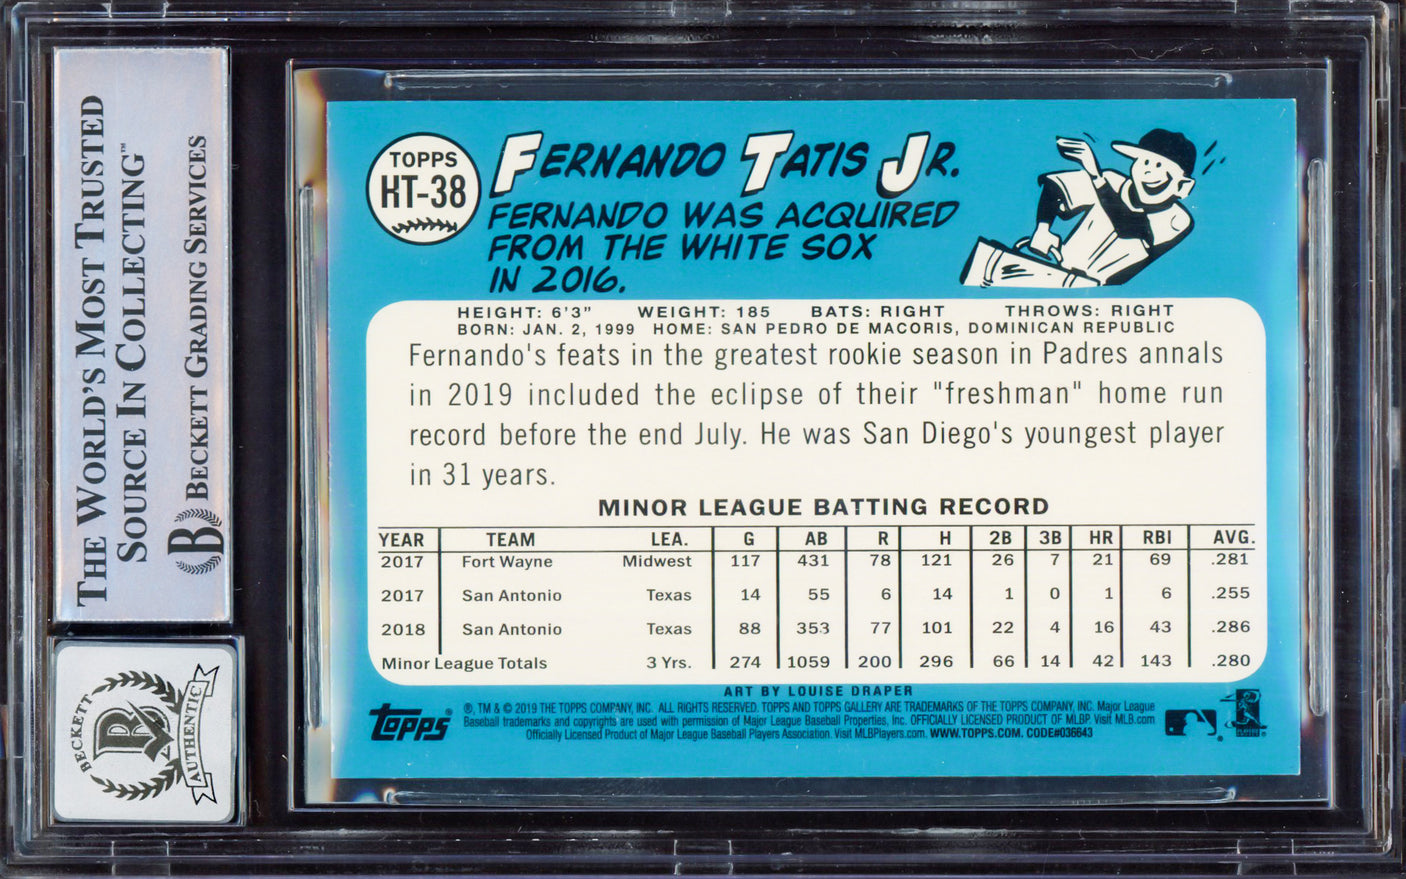 THE WORLD'S MOST TRUSTED
SOURCE IN COLLECTING™
BECKETT GRADING SERVICES
BECKETT
AUTHENTIC
TOPPS
HT-38
FERNANDO TATIS JR.
FERNANDO WAS ACQUIRED
FROM THE WHITE SOX
IN 2016.
HEIGHT: 6'3" WEIGHT: 185 BATS: RIGHT THROWS: RIGHT
BORN: JAN. 2, 1999 HOME: SAN PEDRO DE MACORIS, DOMINICAN REPUBLIC
Fernando's feats in the greatest rookie season in Padres annals
in 2019 included the eclipse of their "freshman" home run
record before the end July. He was San Diego's youngest player
in 31 years.
MINOR LEAGUE BATTING RECORD
YEAR TEAM LEA. G AB R H 2B 3B HR RBI AVG.
2017 Fort Wayne Midwest 117 431 78 121 26 7 21 69 .281
2017 San Antonio Texas 14 55 6 14 1 0 1 6 .255
2018 San Antonio Texas 88 353 77 101 22 4 16 43 .286
Minor League Totals 3 Yrs. 274 1059 200 296 66 14 42 143 .280
ART BY LOUISE DRAPER
Topps
®, TM & © 2019 THE TOPPS COMPANY, INC. ALL RIGHTS RESERVED. TOPPS AND TOPPS GALLERY ARE TRADEMARKS OF THE TOPPS COMPANY, INC. Major League
Baseball trademarks and copyrights are used with permission of Major League Baseball Properties, Inc. OFFICIALLY LICENSED PRODUCT OF MLBP. Visit MLB.com
Officially Licensed Product of Major League Baseball Players Association. Visit MLBPlayers.com, WWW.TOPPS.COM. CODE#036643